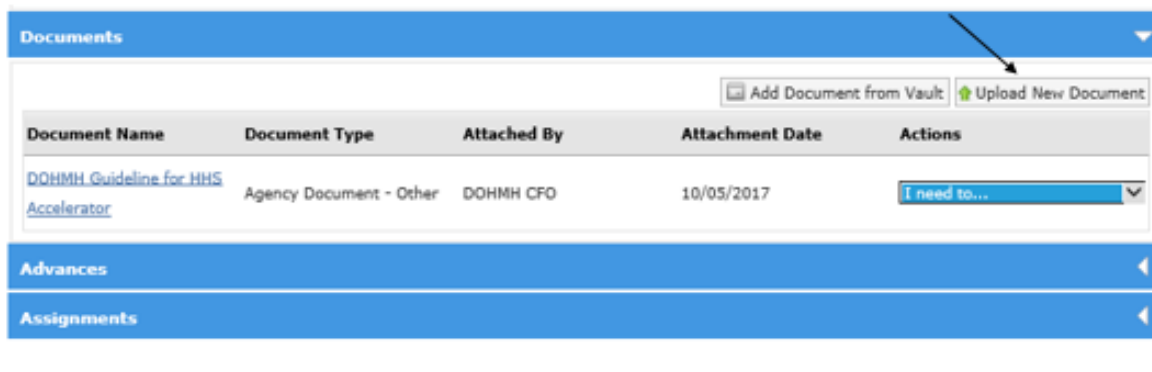 Documents
Add Document from Vault Upload New Document
Document Name Document Type Attached By Attachment Date Actions
DOHMH Guideline for HHS
Accelerator
Agency Document - Other DOHMH CFO 10/05/2017 I need to...
Advances
Assignments